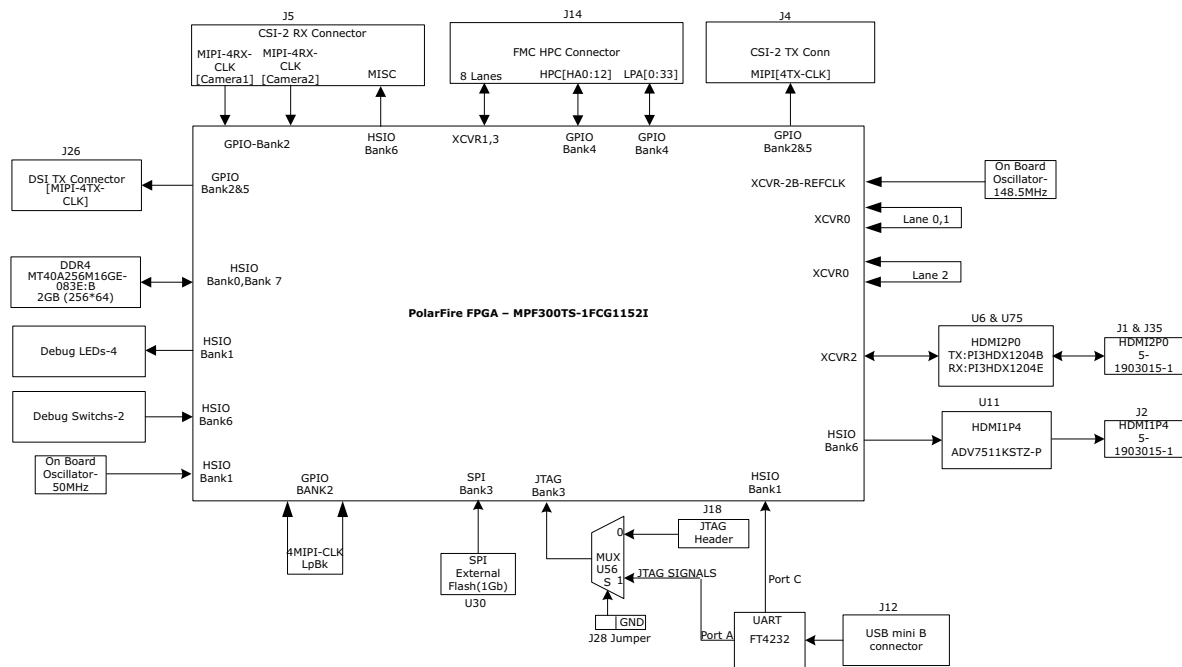 J5
CSI-2 RX Connector
MIPI-4RX-
CLK
[Camera1]
MIPI-4RX-
CLK
[Camera2]
MISC
J14
FMC HPC Connector
8 Lanes
HPC[HA0:12]
LPA[0:33]
J4
CSI-2 TX Conn
MIPI[4TX-CLK]
GPIO-Bank2
HSIO
Bank6
XCVR1,3
GPIO
Bank4
GPIO
Bank4
GPIO
Bank2&5
J26
DSI TX Connector
[MIPI-4TX-
CLK]
GPIO
Bank2&5
XCVR-2B-REFCLK
On Board
Oscillator-
148.5MHz
XCVR0
Lane 0,1
XCVR0
Lane 2
DDR4
MT40A256M16GE-
083E:B
2GB (256*64)
HSIO
Bank0,Bank 7
PolarFire FPGA – MPF300TS-1FCG1152I
Debug LEDs-4
HSIO
Bank1
XCVR2
U6 & U75
HDMI2P0
TX:PI3HDX1204B
RX:PI3HDX1204E
J1 & J35
HDMI2P0
5-
1903015-1
Debug Switchs-2
HSIO
Bank6
HSIO
Bank6
U11
HDMI1P4
ADV7511KSTZ-P
J2
HDMI1P4
5-
1903015-1
On Board
Oscillator-
50MHz
HSIO
Bank1
GPIO
BANK2
SPI
Bank3
JTAG
Bank3
HSIO
Bank1
4MIPI-CLK
LpBk
SPI
External
Flash(1Gb)
U30
0
MUX
U56
S
1
J18
JTAG
Header
JTAG SIGNALS
GND
J28 Jumper
Port A
Port C
UART
FT4232
J12
USB mini B
connector